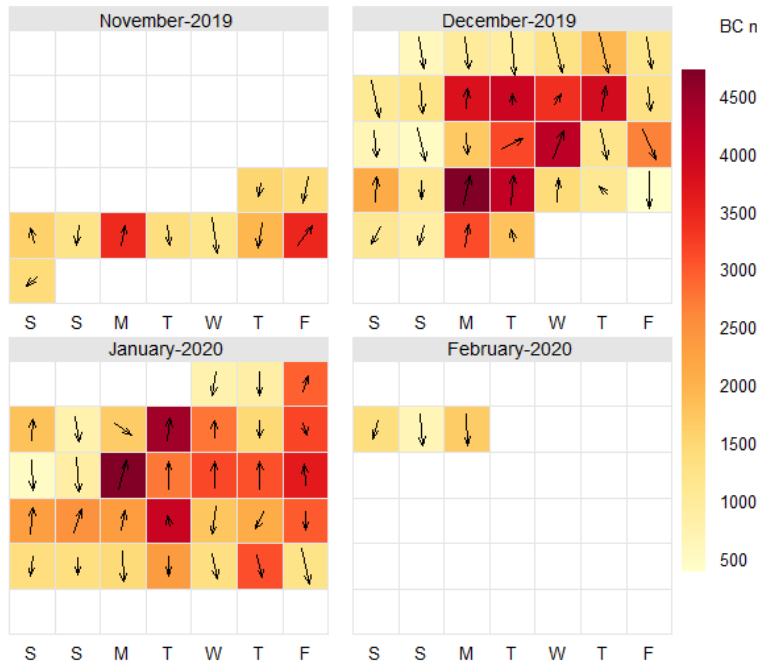 November-2019
December-2019
BC n
4500
4000
3500
3000
2500
2000
1500
1000
500
S S M T W T F
S S M T W T F
January-2020
February-2020
S S M T W T F
S S M T W T F